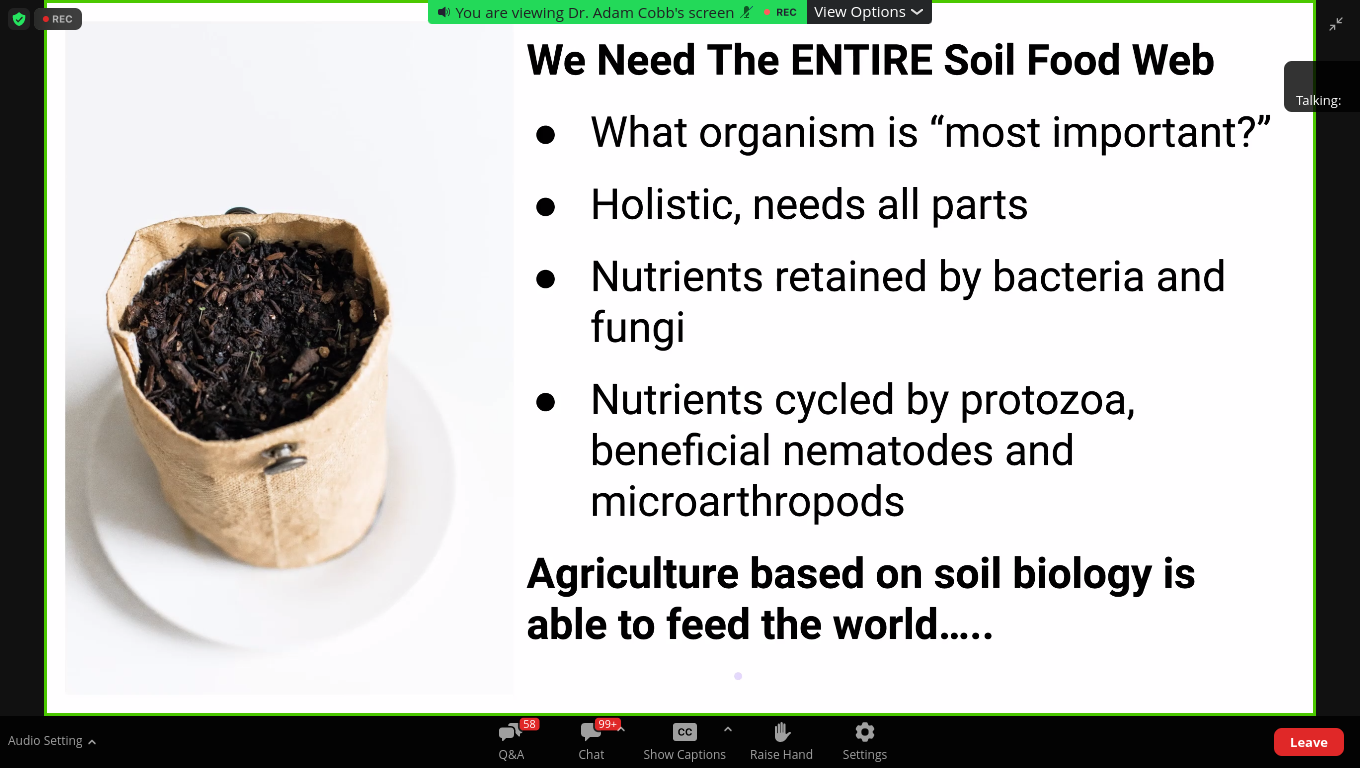 REC
You are viewing Dr. Adam Cobb's screen REC View Options
Talking:
We Need The ENTIRE Soil Food Web
● What organism is “most important?”
● Holistic, needs all parts
● Nutrients retained by bacteria and
fungi
● Nutrients cycled by protozoa,
beneficial nematodes and
microarthropods
Agriculture based on soil biology is
able to feed the world…..
Audio Setting
58
99+
CC
Q&A Chat Show Captions Raise Hand Settings
Leave